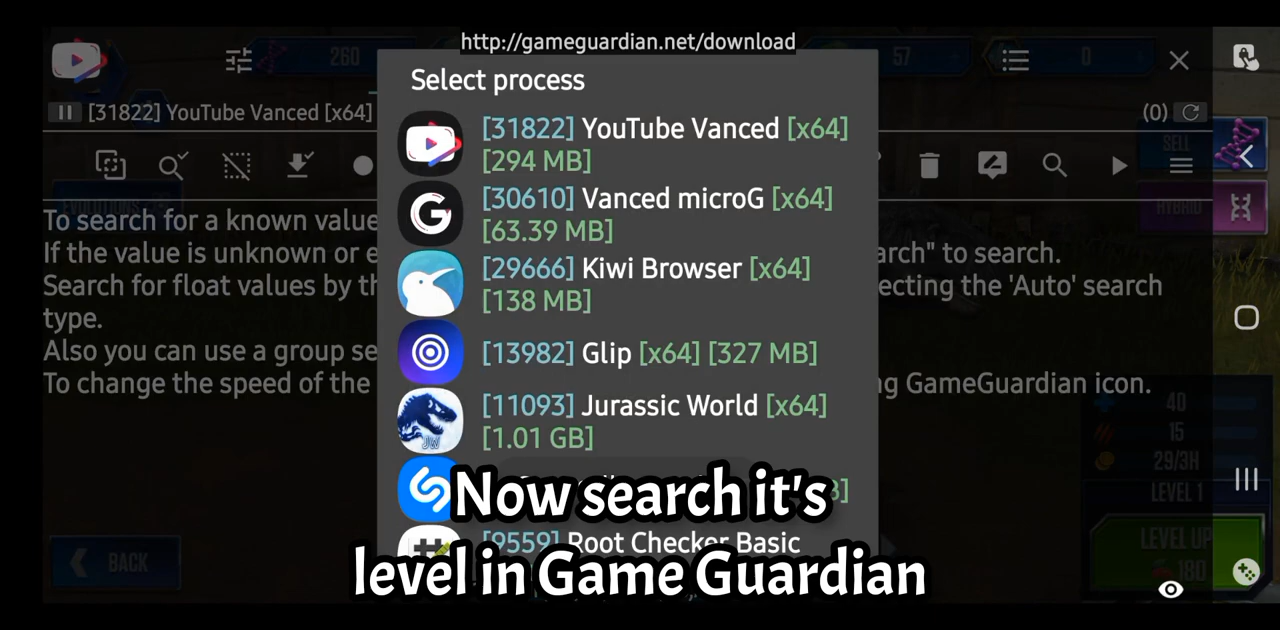 http://gameguardian.net/download
260
57
0
Select process
[31822] YouTube Vanced [x64]
(0)
[31822] YouTube Vanced [x64]
[294 MB]
SELL
[30610] Vanced microG [x64]
[63.39 MB]
HYBRID
To search for a known value
If the value is unknown or e
arch" to search.
[29666] Kiwi Browser [x64]
[138 MB]
Search for float values by th
ecting the 'Auto' search
type.
Also you can use a group se
[13982] Glip [x64] [327 MB]
To change the speed of the
ng GameGuardian icon.
[11093] Jurassic World [x64]
[1.01 GB]
JW
40
15
29/3H
LEVEL 1
LEVEL UP
180
B]
[9559] Root Checker Basic
BACK
Now search it's
level in Game Guardian